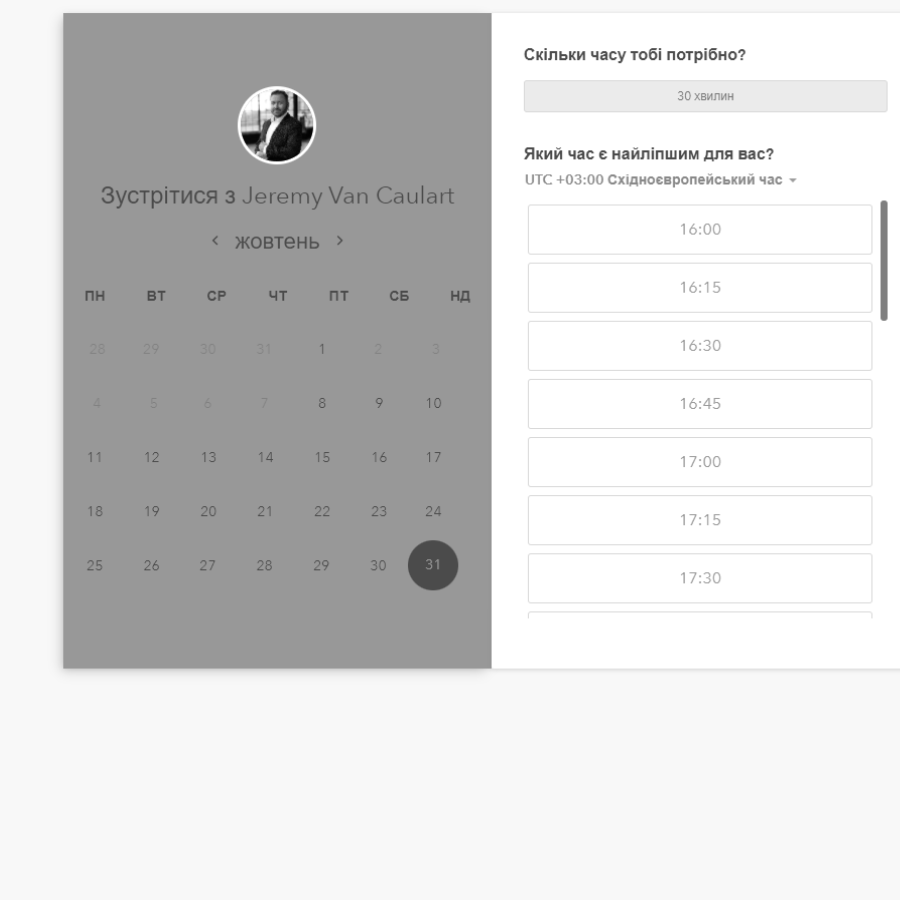 Зустрітися з Jeremy Van Caulart
жовтень
ПН ВТ СР ЧТ ПТ СБ НД
28 29 30 31 1 2 3
4 5 6 7 8 9 10
11 12 13 14 15 16 17
18 19 20 21 22 23 24
25 26 27 28 29 30 31
Скільки часу тобі потрібно?
30 хвилин
Який час є найліпшим для вас?
UTC +03:00 Східноєвропейський час
16:00
16:15
16:30
16:45
17:00
17:15
17:30